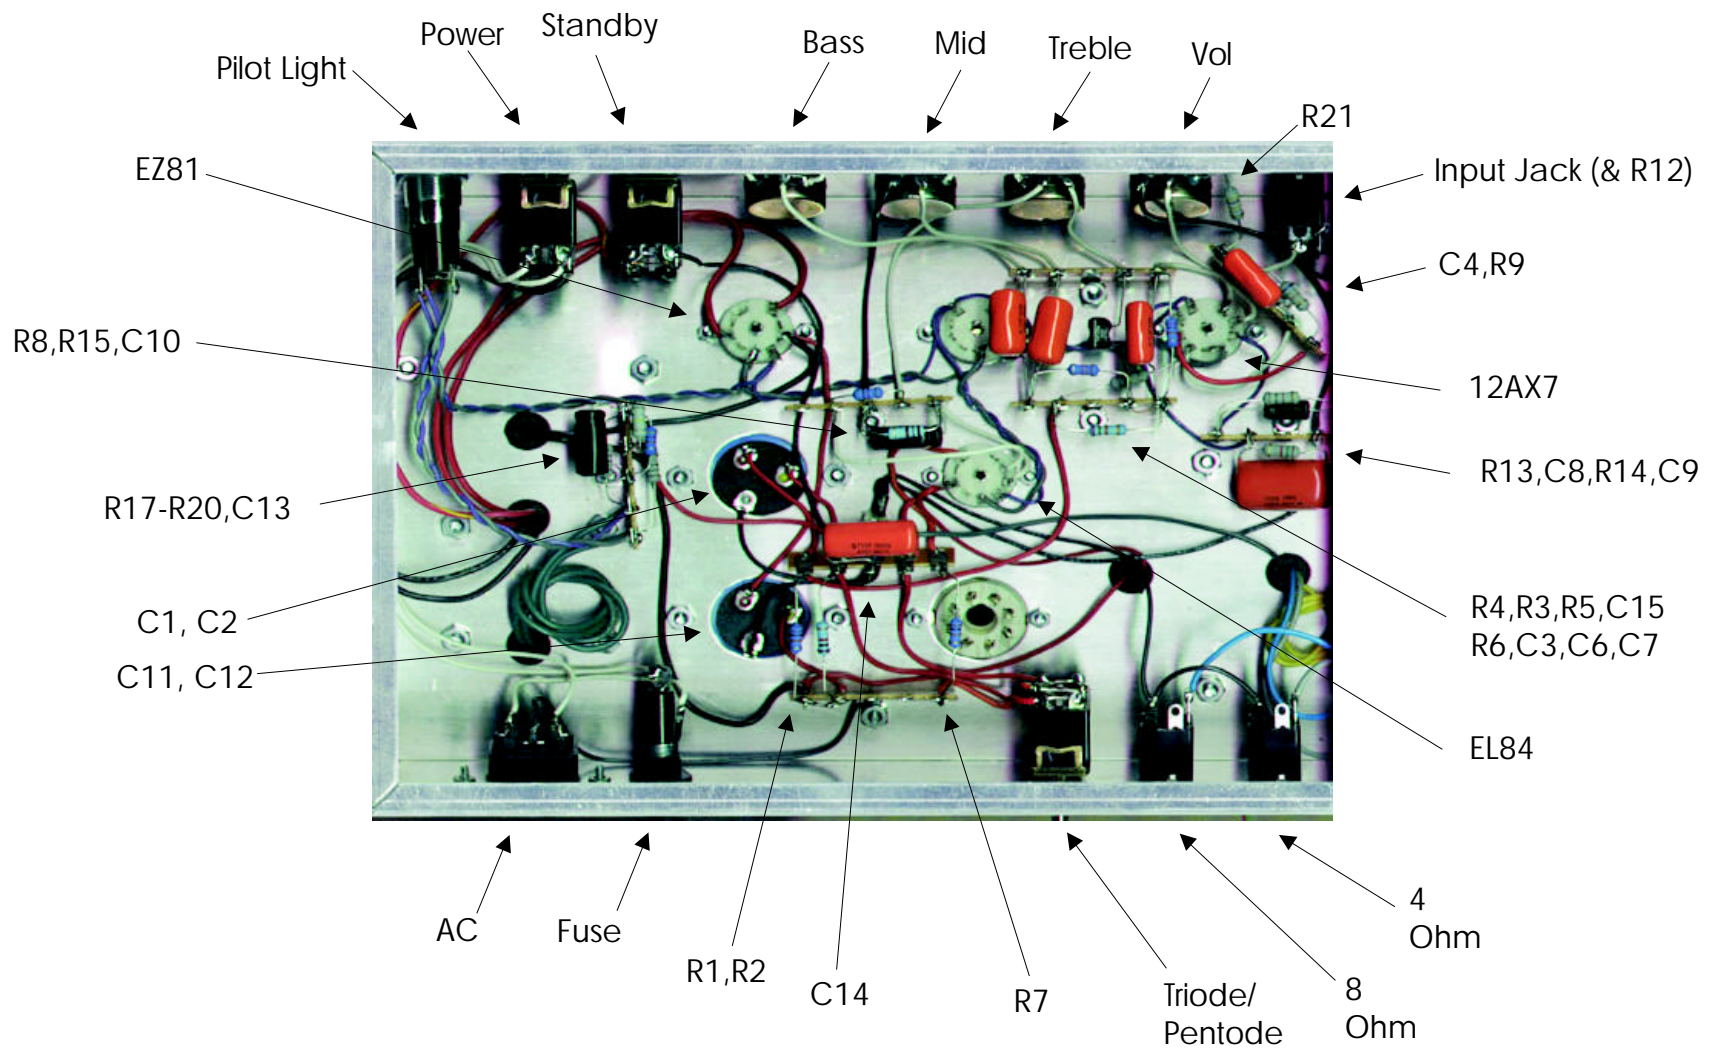 Pilot Light
Power
Standby
Bass
Mid
Treble
Vol
R21
EZ81
Input Jack (& R12)
C4,R9
R8,R15,C10
12AX7
R17-R20,C13
R13,C8,R14,C9
C1, C2
C11, C12
R4,R3,R5,C15
R6,C3,C6,C7
EL84
AC
Fuse
R1,R2
C14
R7
Triode/
Pentode
8
Ohm
4
Ohm